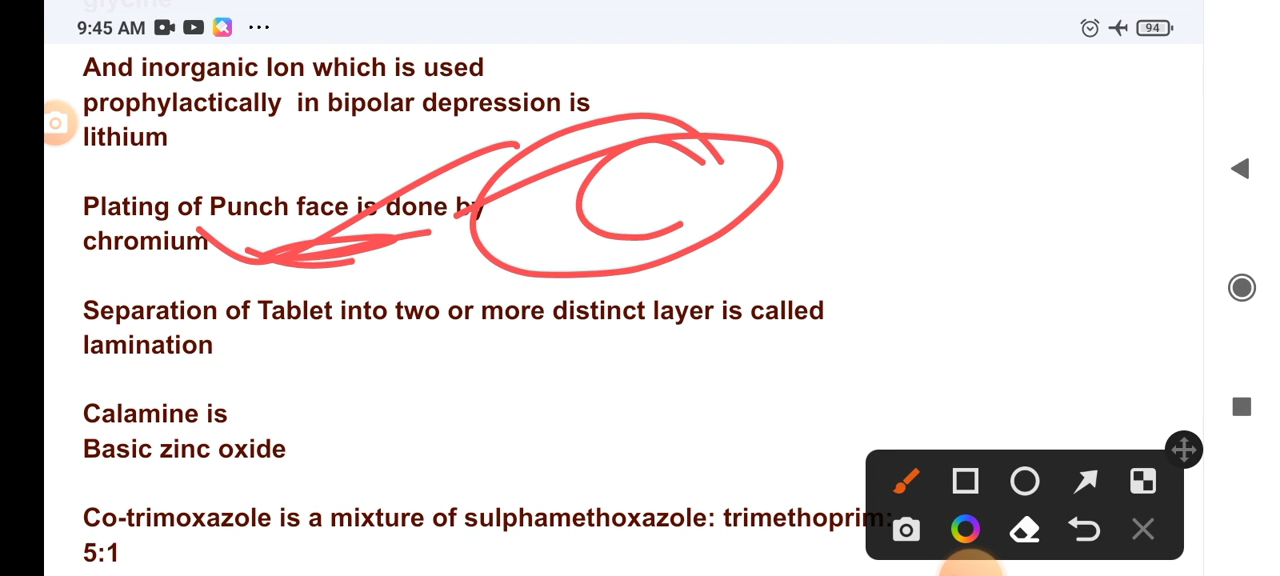 glycine
9:45 AM
94
And inorganic Ion which is used
prophylactically in bipolar depression is
lithium
Plating of Punch face is done by
chromium
Separation of Tablet into two or more distinct layer is called
lamination
Calamine is
Basic zinc oxide
Co-trimoxazole is a mixture of sulphamethoxazole: trimethoprim:
5:1